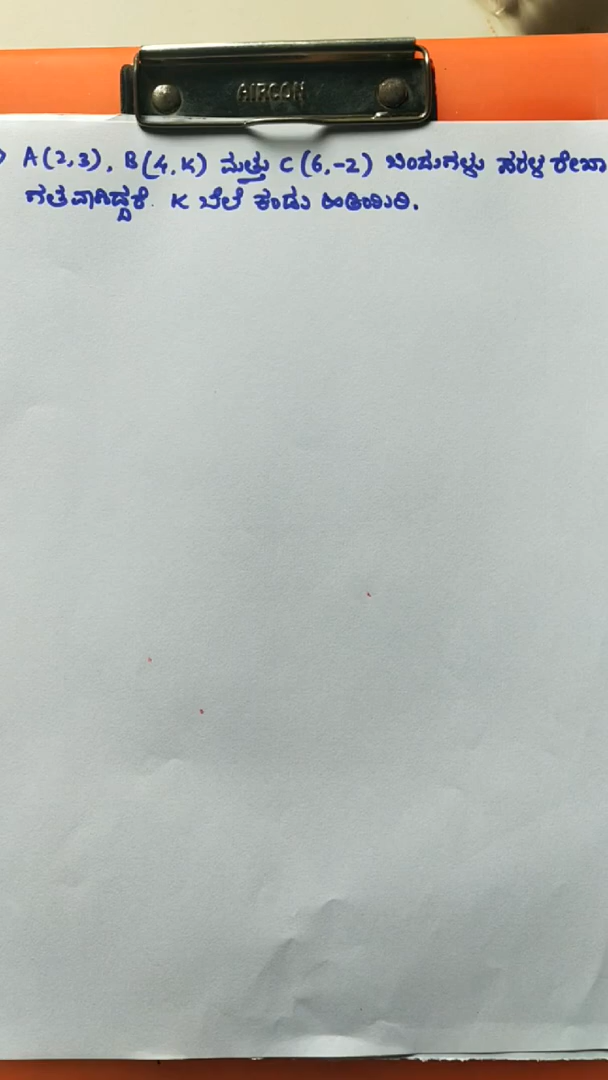 AIRCON
) A(2,3), B(4,K) ಮತ್ತು C(6,-2) ಬಿಂದುಗಳು ಸರಳ ರೇಖಾ
ಗತವಾಗಿದ್ದರೆ. K ಬೆಲೆ ಕಂಡು ಹಿಡಿಯಿರಿ.